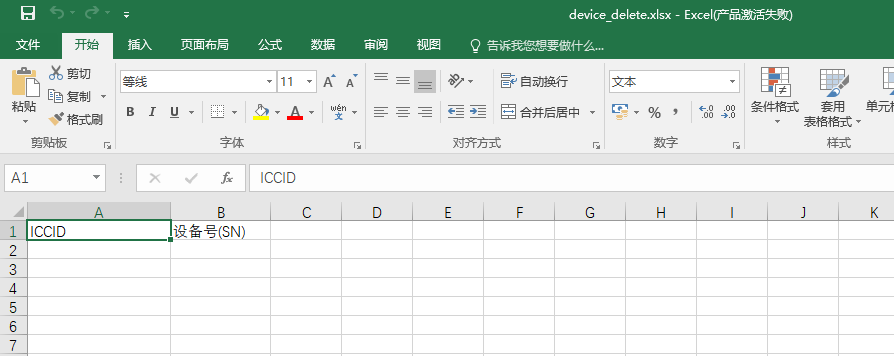 device_delete.xlsx - Excel(产品激活失败)
文件 开始 插入 页面布局 公式 数据 审阅 视图 告诉我您想要做什么...
剪切 等线 11 A A 自动换行 文本
粘贴 复制 B I U A wén 文 合并后居中 % , 条件格式 套用 单元格
格式刷 表格格式
剪贴板 字体 对齐方式 数字 样式
A1 fx ICCID
A B C D E F G H I J K
1 ICCID 设备号(SN)
2
3
4
5
6
7